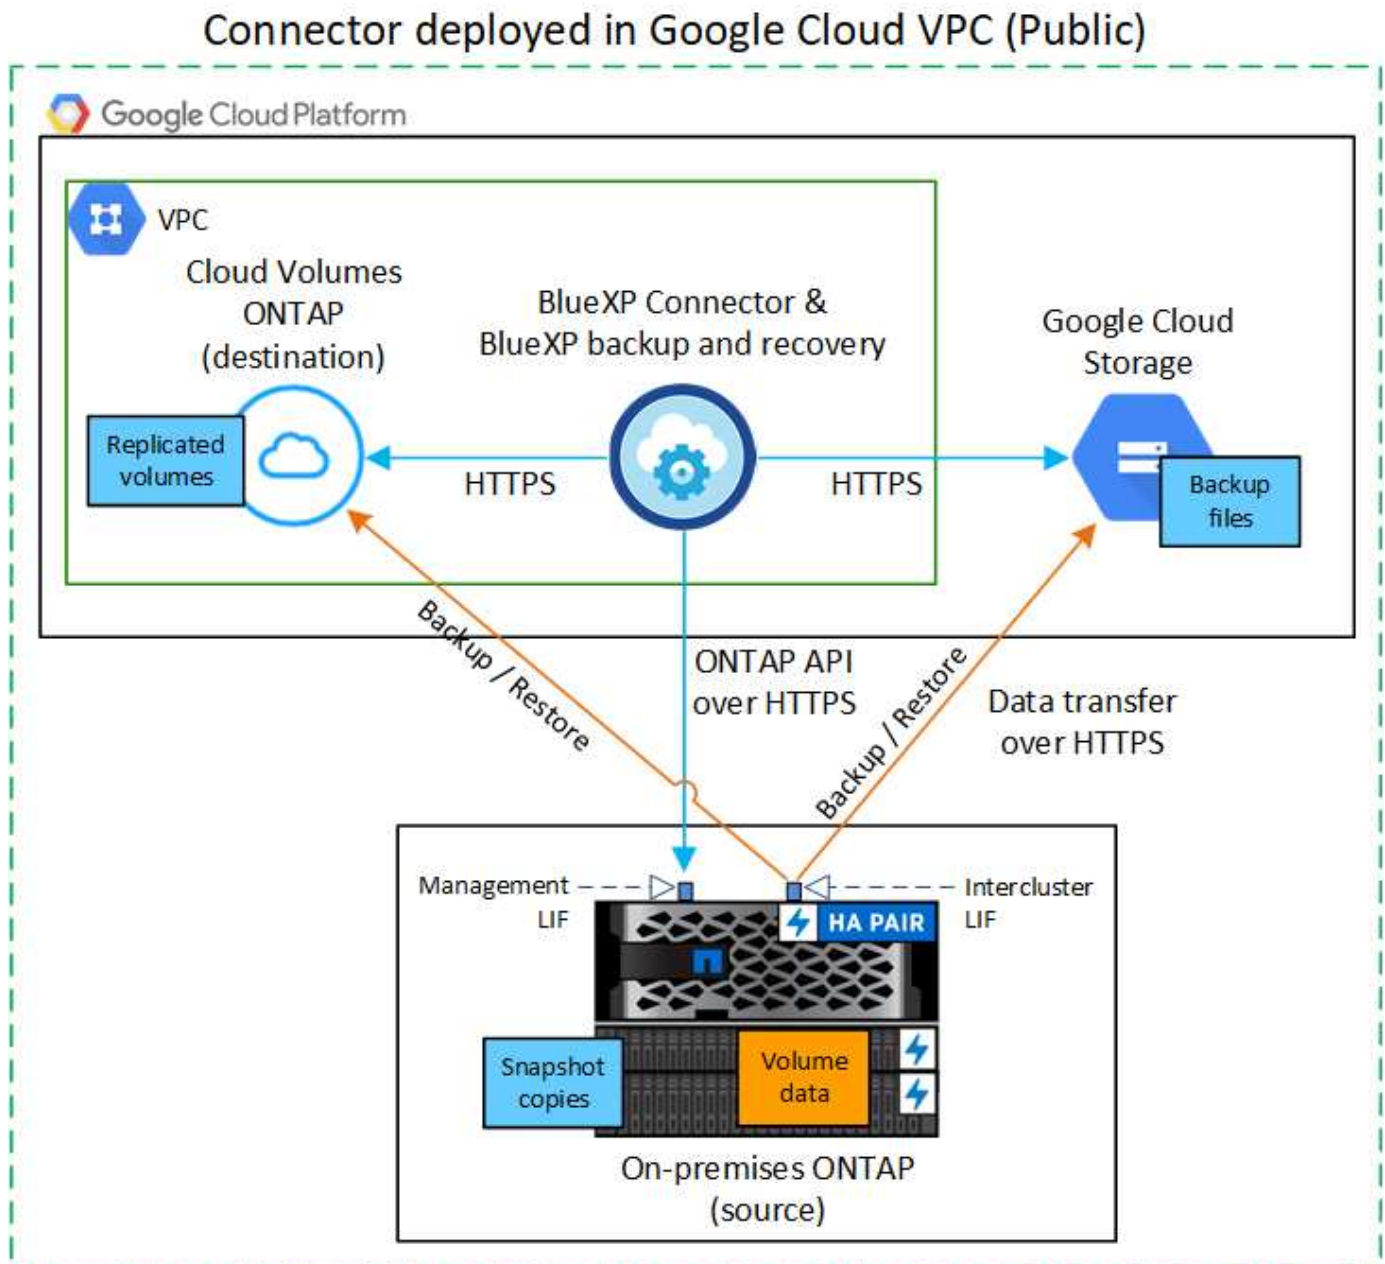 Connector deployed in Google Cloud VPC (Public)
Google Cloud Platform
VPC
Cloud Volumes
ONTAP
(destination)
BlueXP Connector &
BlueXP backup and recovery
Google Cloud
Storage
Replicated
volumes
HTTPS
HTTPS
Backup
files
Backup / Restore
ONTAP API
over HTTPS
Backup / Restore
Data transfer
over HTTPS
Management
LIF
Intercluster
LIF
HA PAIR
Snapshot
copies
Volume
data
On-premises ONTAP
(source)